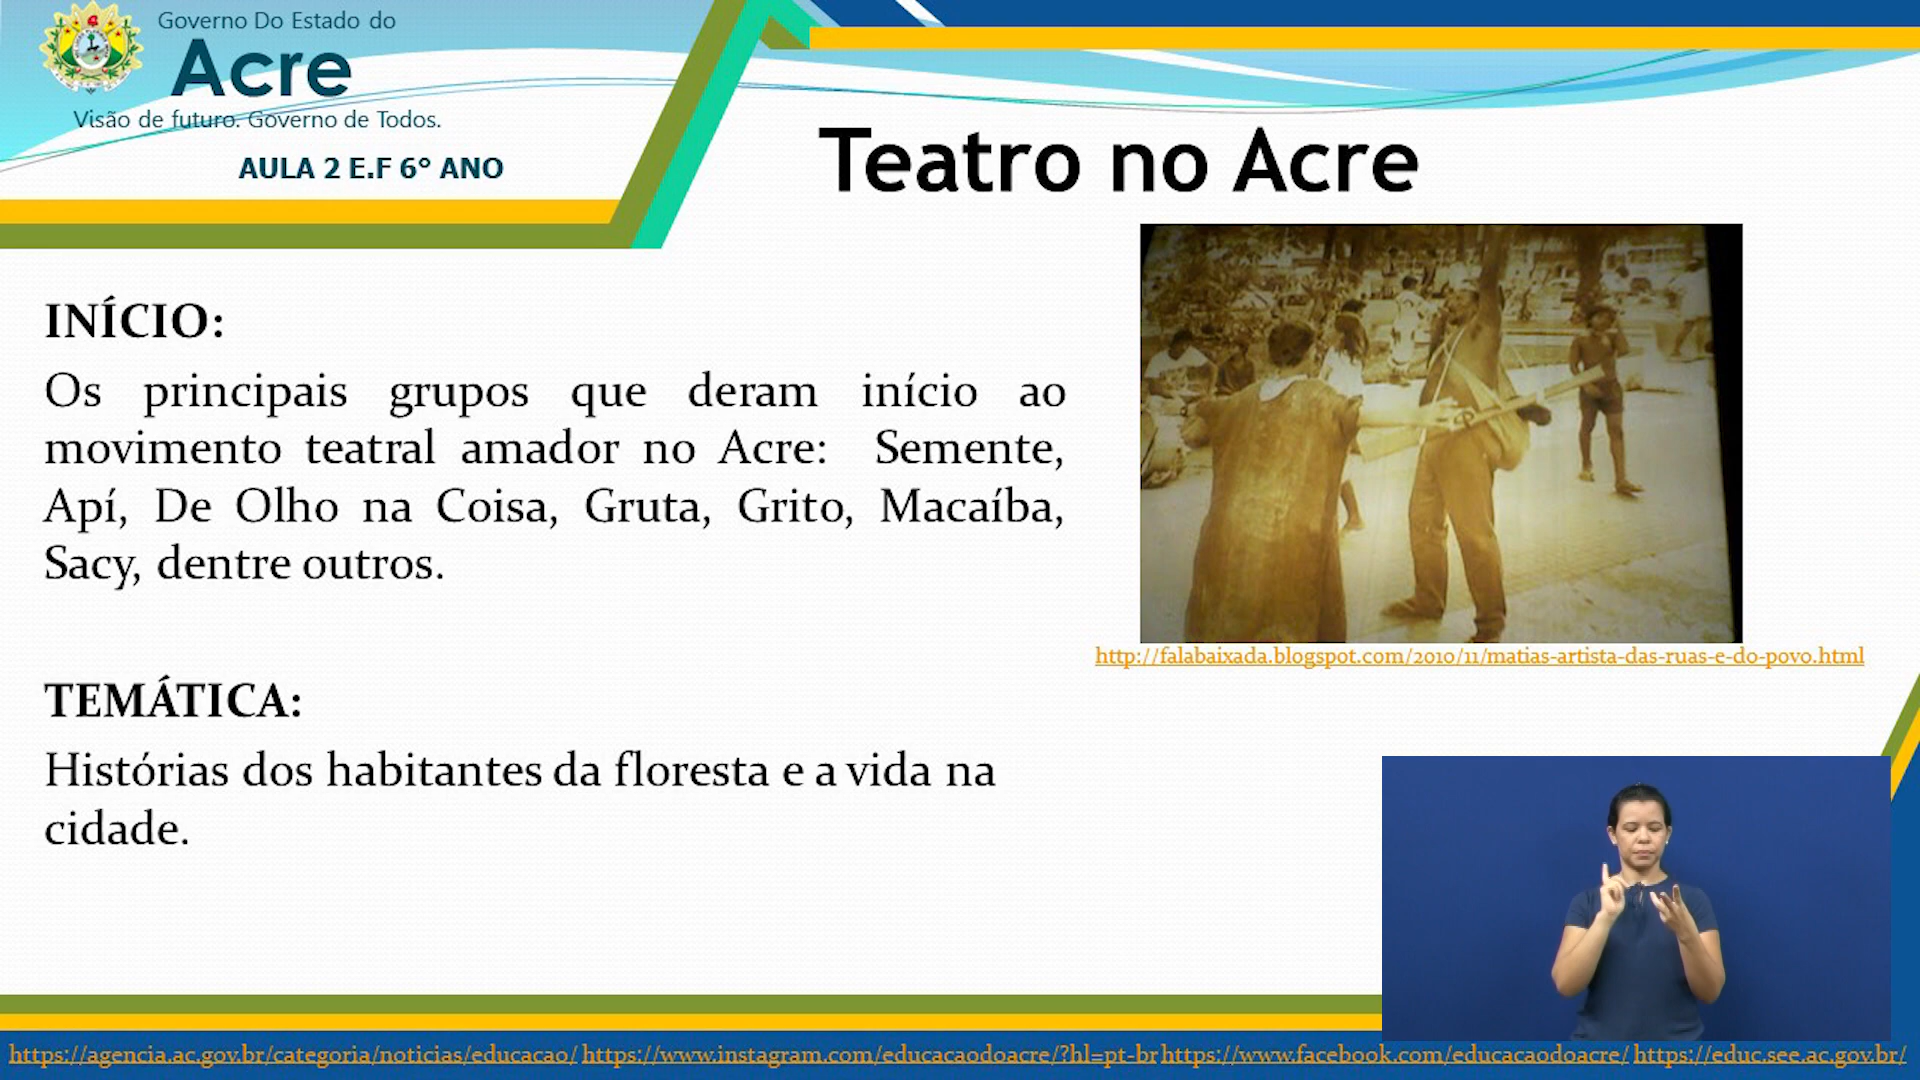 Governo Do Estado do
Acre
Visão de futuro. Governo de Todos.
AULA 2 E.F 6° ANO
Teatro no Acre
INÍCIO:
Os principais grupos que deram início ao
movimento teatral amador no Acre: Semente,
Apí, De Olho na Coisa, Gruta, Grito, Macaíba,
Sacy, dentre outros.
http://falabaixada.blogspot.com/2010/11/matias-artista-das-ruas-e-do-povo.html
TEMÁTICA:
Histórias dos habitantes da floresta e a vida na
cidade.
https://agencia.ac.gov.br/categoria/noticias/educacao/ https://www.instagram.com/educacaodoacre/?hl=pt-br https://www.facebook.com/educacaodoacre/ https://educ.see.ac.gov.br/